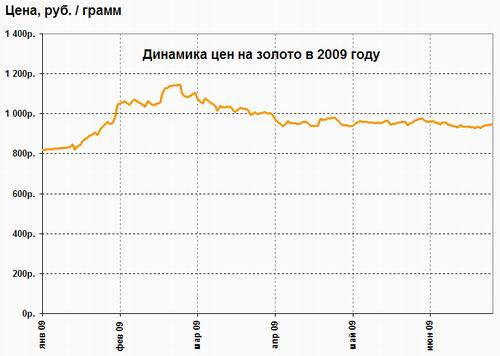 Цена, руб. / грамм
Динамика цен на золото в 2009 году
1 400р.
1 200р.
1 000р.
800р.
600р.
400р.
200р.
0р.
янв 09
фев 09
мар 09
апр 09
май 09
июн 09